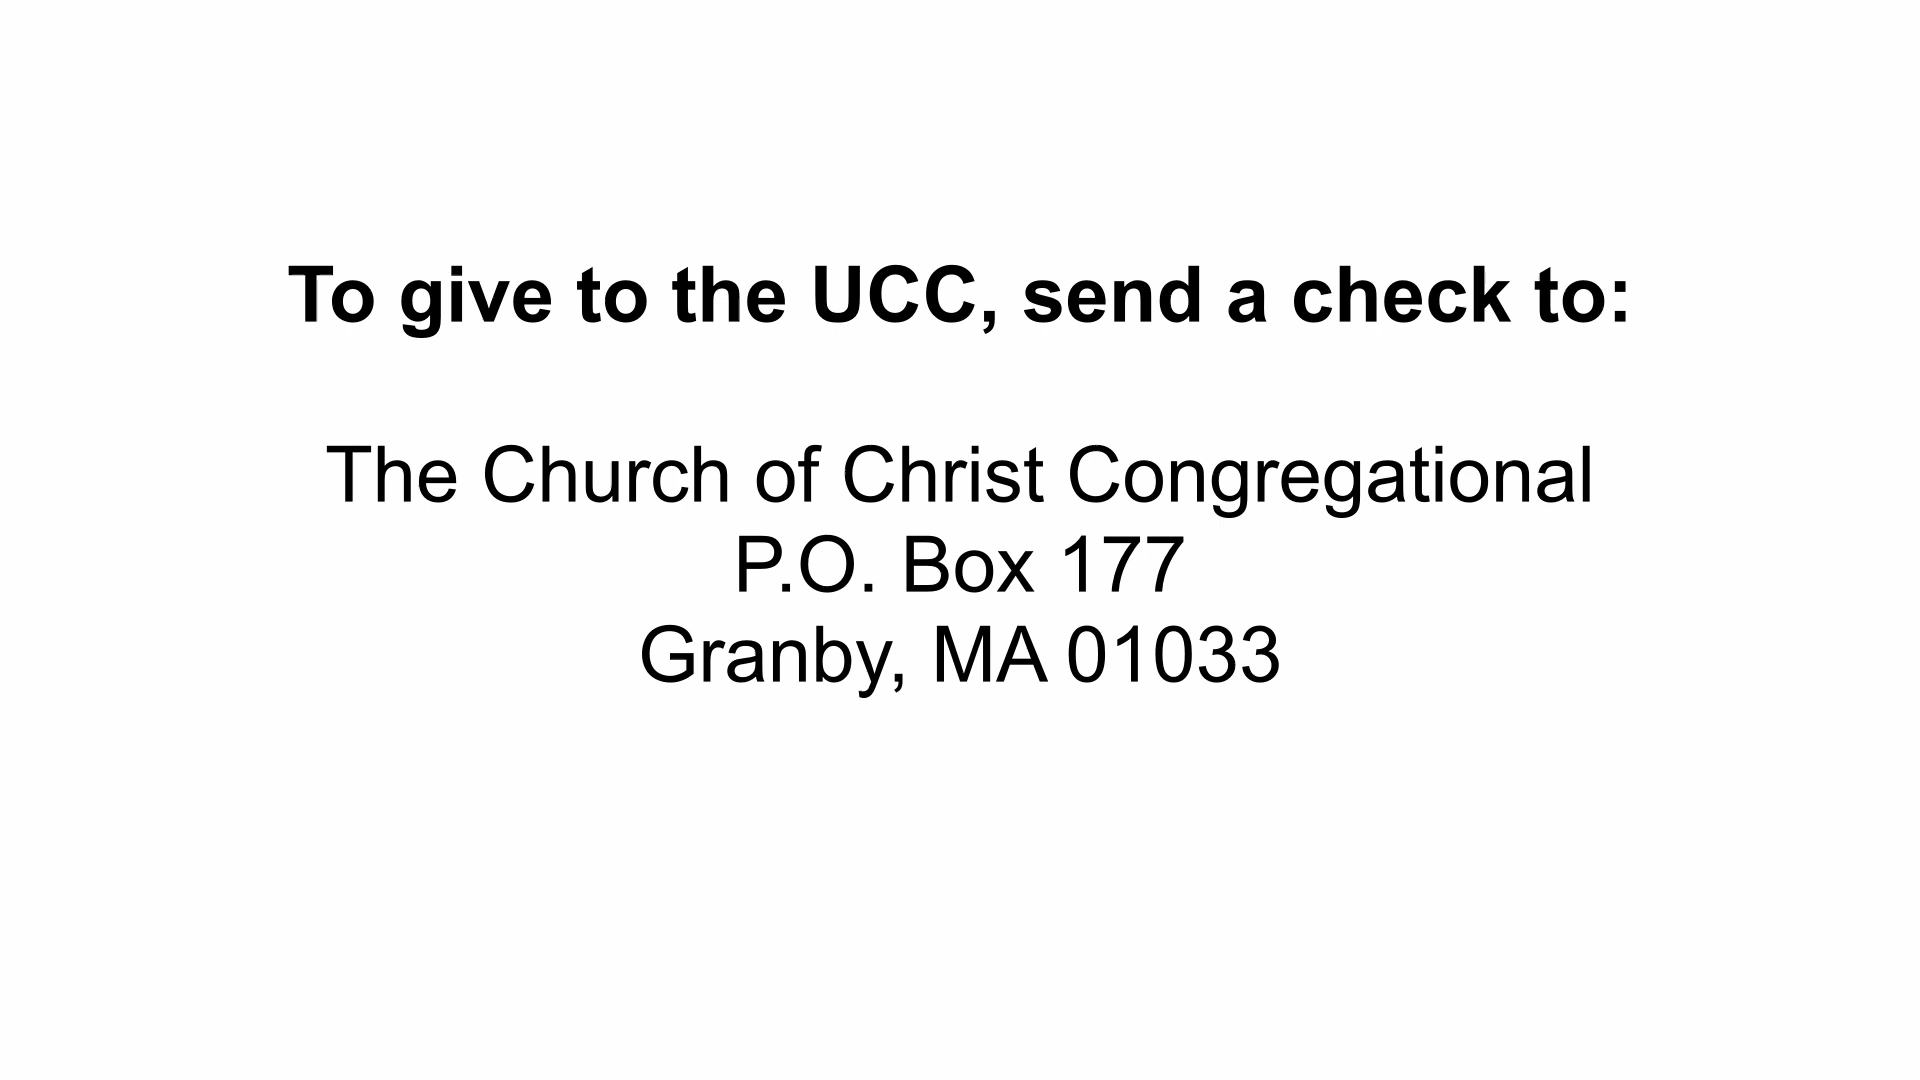 To give to the UCC, send a check to:
The Church of Christ Congregational
P.O. Box 177
Granby, MA 01033